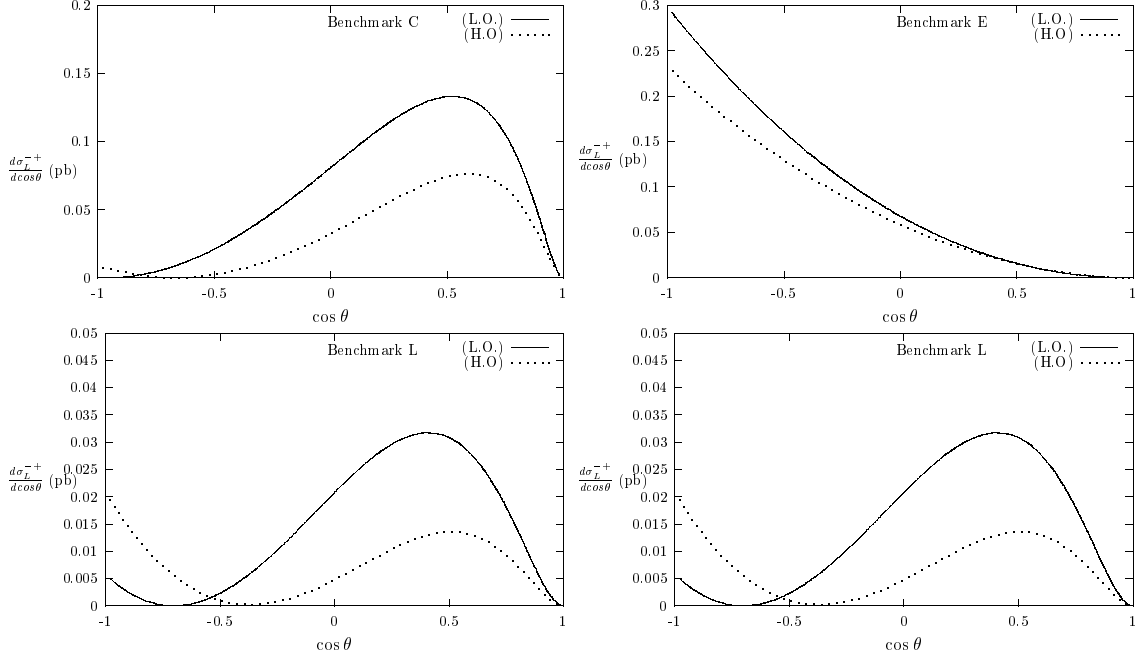 Benchmark C
(L.O.)
(H.O)
0.2
0.15
0.1
0.05
0
dσ_L^{-+}/dcosθ (pb)
-1 -0.5 0 0.5 1
cos θ
Benchmark E
(L.O.)
(H.O)
0.3
0.25
0.2
0.15
0.1
0.05
0
dσ_L^{-+}/dcosθ (pb)
-1 -0.5 0 0.5 1
cos θ
Benchmark L
(L.O.)
(H.O)
0.05
0.045
0.04
0.035
0.03
0.025
0.02
0.015
0.01
0.005
0
dσ_L^{-+}/dcosθ (pb)
-1 -0.5 0 0.5 1
cos θ
Benchmark L
(L.O.)
(H.O)
0.05
0.045
0.04
0.035
0.03
0.025
0.02
0.015
0.01
0.005
0
dσ_L^{-+}/dcosθ (pb)
-1 -0.5 0 0.5 1
cos θ